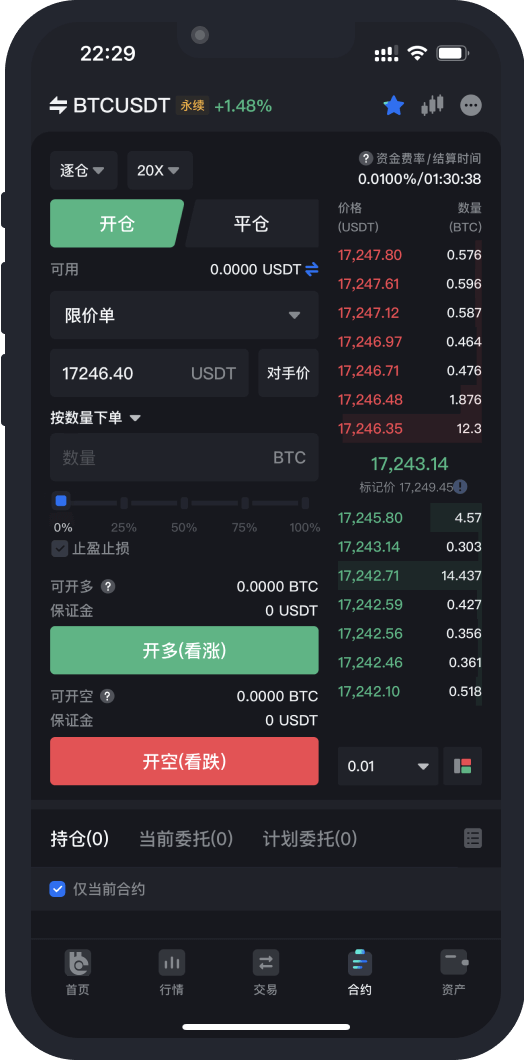 22:29
BTCUSDT 永续 +1.48%
逐仓 20X
?资金费率/结算时间
0.0100%/01:30:38
开仓 平仓
价格 数量
(USDT) (BTC)
可用 0.0000 USDT
限价单
17246.40 USDT 对手价
按数量下单
数量 BTC
0% 25% 50% 75% 100%
止盈止损
可开多 ? 0.0000 BTC
保证金 0 USDT
开多(看涨)
可开空 ? 0.0000 BTC
保证金 0 USDT
开空(看跌)
17,247.80 0.576
17,247.61 0.596
17,247.12 0.587
17,246.97 0.464
17,246.71 0.476
17,246.48 1.876
17,246.35 12.3
17,243.14
标记价 17,249.45 !
17,245.80 4.57
17,243.14 0.303
17,242.71 14.437
17,242.59 0.427
17,242.56 0.356
17,242.46 0.361
17,242.10 0.518
0.01
持仓(0) 当前委托(0) 计划委托(0)
仅当前合约
首页 行情 交易 合约 资产